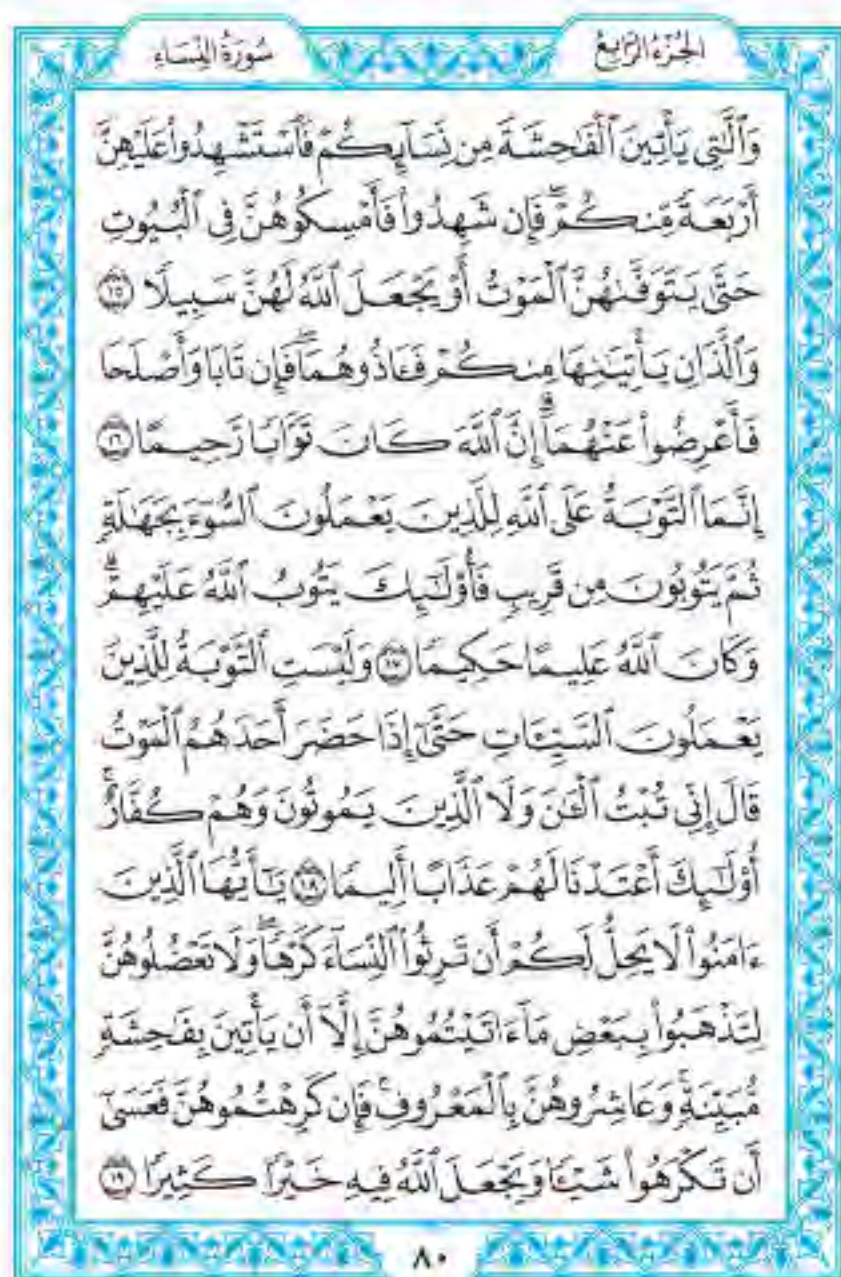 الجزء الرابع
سورة النساء
وَٱلَّٰتِى يَأْتِينَ ٱلْفَٰحِشَةَ مِن نِّسَآئِكُمْ فَٱسْتَشْهِدُوا۟ عَلَيْهِنَّ
أَرْبَعَةً مِّنكُمْ ۖ فَإِن شَهِدُوا۟ فَأَمْسِكُوهُنَّ فِى ٱلْبُيُوتِ
حَتَّىٰ يَتَوَفَّىٰهُنَّ ٱلْمَوْتُ أَوْ يَجْعَلَ ٱللَّهُ لَهُنَّ سَبِيلًا ١٥
وَٱلَّذَانِ يَأْتِيَٰنِهَا مِنكُمْ فَـَٔاذُوهُمَا ۖ فَإِن تَابَا وَأَصْلَحَا
فَأَعْرِضُوا۟ عَنْهُمَآ ۗ إِنَّ ٱللَّهَ كَانَ تَوَّابًا رَّحِيمًا ١٦
إِنَّمَا ٱلتَّوْبَةُ عَلَى ٱللَّهِ لِلَّذِينَ يَعْمَلُونَ ٱلسُّوٓءَ بِجَهَٰلَةٍ
ثُمَّ يَتُوبُونَ مِن قَرِيبٍ فَأُو۟لَٰٓئِكَ يَتُوبُ ٱللَّهُ عَلَيْهِمْ ۗ
وَكَانَ ٱللَّهُ عَلِيمًا حَكِيمًا ١٧ وَلَيْسَتِ ٱلتَّوْبَةُ لِلَّذِينَ
يَعْمَلُونَ ٱلسَّيِّـَٔاتِ حَتَّىٰٓ إِذَا حَضَرَ أَحَدَهُمُ ٱلْمَوْتُ
قَالَ إِنِّى تُبْتُ ٱلْـَٰٔنَ وَلَا ٱلَّذِينَ يَمُوتُونَ وَهُمْ كُفَّارٌ ۚ
أُو۟لَٰٓئِكَ أَعْتَدْنَا لَهُمْ عَذَابًا أَلِيمًا ١٨ يَٰٓأَيُّهَا ٱلَّذِينَ
ءَامَنُوا۟ لَا يَحِلُّ لَكُمْ أَن تَرِثُوا۟ ٱلنِّسَآءَ كَرْهًا ۖ وَلَا تَعْضُلُوهُنَّ
لِتَذْهَبُوا۟ بِبَعْضِ مَآ ءَاتَيْتُمُوهُنَّ إِلَّآ أَن يَأْتِينَ بِفَٰحِشَةٍ
مُّبَيِّنَةٍ ۚ وَعَاشِرُوهُنَّ بِٱلْمَعْرُوفِ ۚ فَإِن كَرِهْتُمُوهُنَّ فَعَسَىٰٓ
أَن تَكْرَهُوا۟ شَيْـًٔا وَيَجْعَلَ ٱللَّهُ فِيهِ خَيْرًا كَثِيرًا ١٩
٨٠